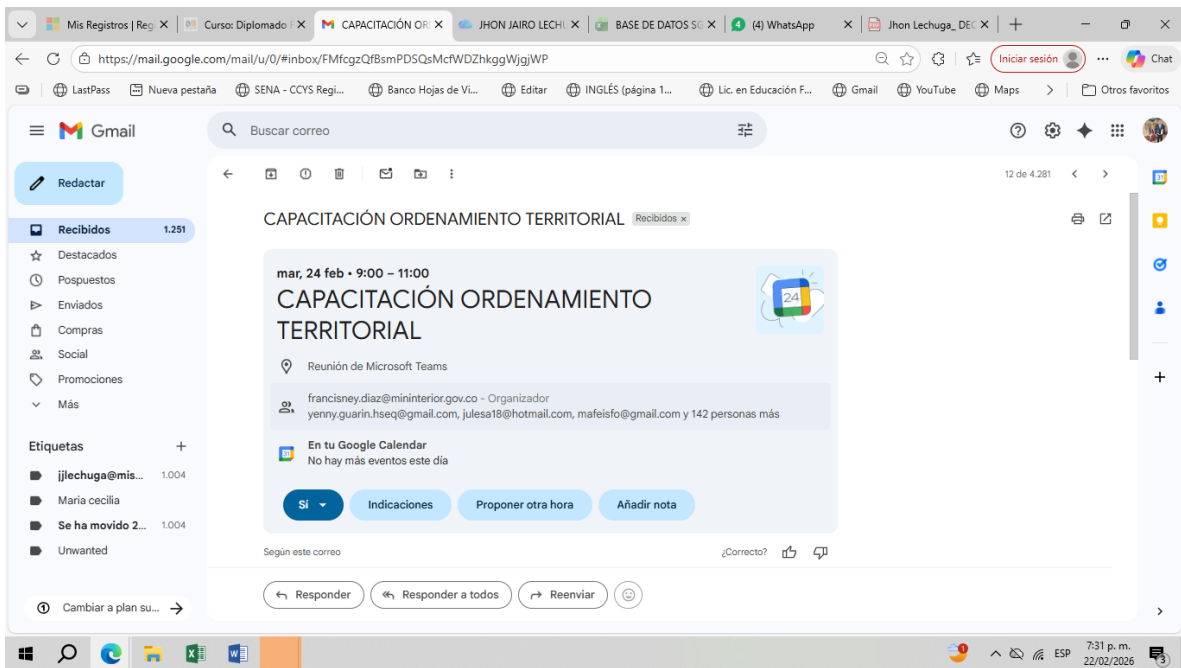 Mis Registros | Reg
Curso: Diplomado
CAPACITACIÓN OR
JHON JAIRO LECHU
BASE DE DATOS SG
(4) WhatsApp
Jhon Lechuga_ DEC
https://mail.google.com/mail/u/0/#inbox/FMfcgzQfBsmPDSQsMcfWDZhkggWjgjWP
Iniciar sesión
Chat
LastPass
Nueva pestaña
SENA - CCYS Regi...
Banco Hojas de Vi...
Editar
INGLÉS (página 1...
Lic. en Educación F...
Gmail
YouTube
Maps
Otros favoritos
Gmail
Buscar correo
Redactar
12 de 4.281
Recibidos 1.251
Destacados
Pospuestos
Enviados
Compras
Social
Promociones
Más
Etiquetas
jjlechuga@mis... 1.004
Maria cecilia
Se ha movido 2... 1.004
Unwanted
Cambiar a plan su...
CAPACITACIÓN ORDENAMIENTO TERRITORIAL Recibidos x
mar, 24 feb • 9:00 – 11:00
CAPACITACIÓN ORDENAMIENTO
TERRITORIAL
24
Reunión de Microsoft Teams
francisney.diaz@mininterior.gov.co - Organizador
yenny.guarin.hseq@gmail.com, julesa18@hotmail.com, mafeisfo@gmail.com y 142 personas más
En tu Google Calendar
No hay más eventos este día
Sí
Indicaciones
Proponer otra hora
Añadir nota
Según este correo
¿Correcto?
Responder
Responder a todos
Reenviar
ESP
7:31 p. m.
22/02/2026